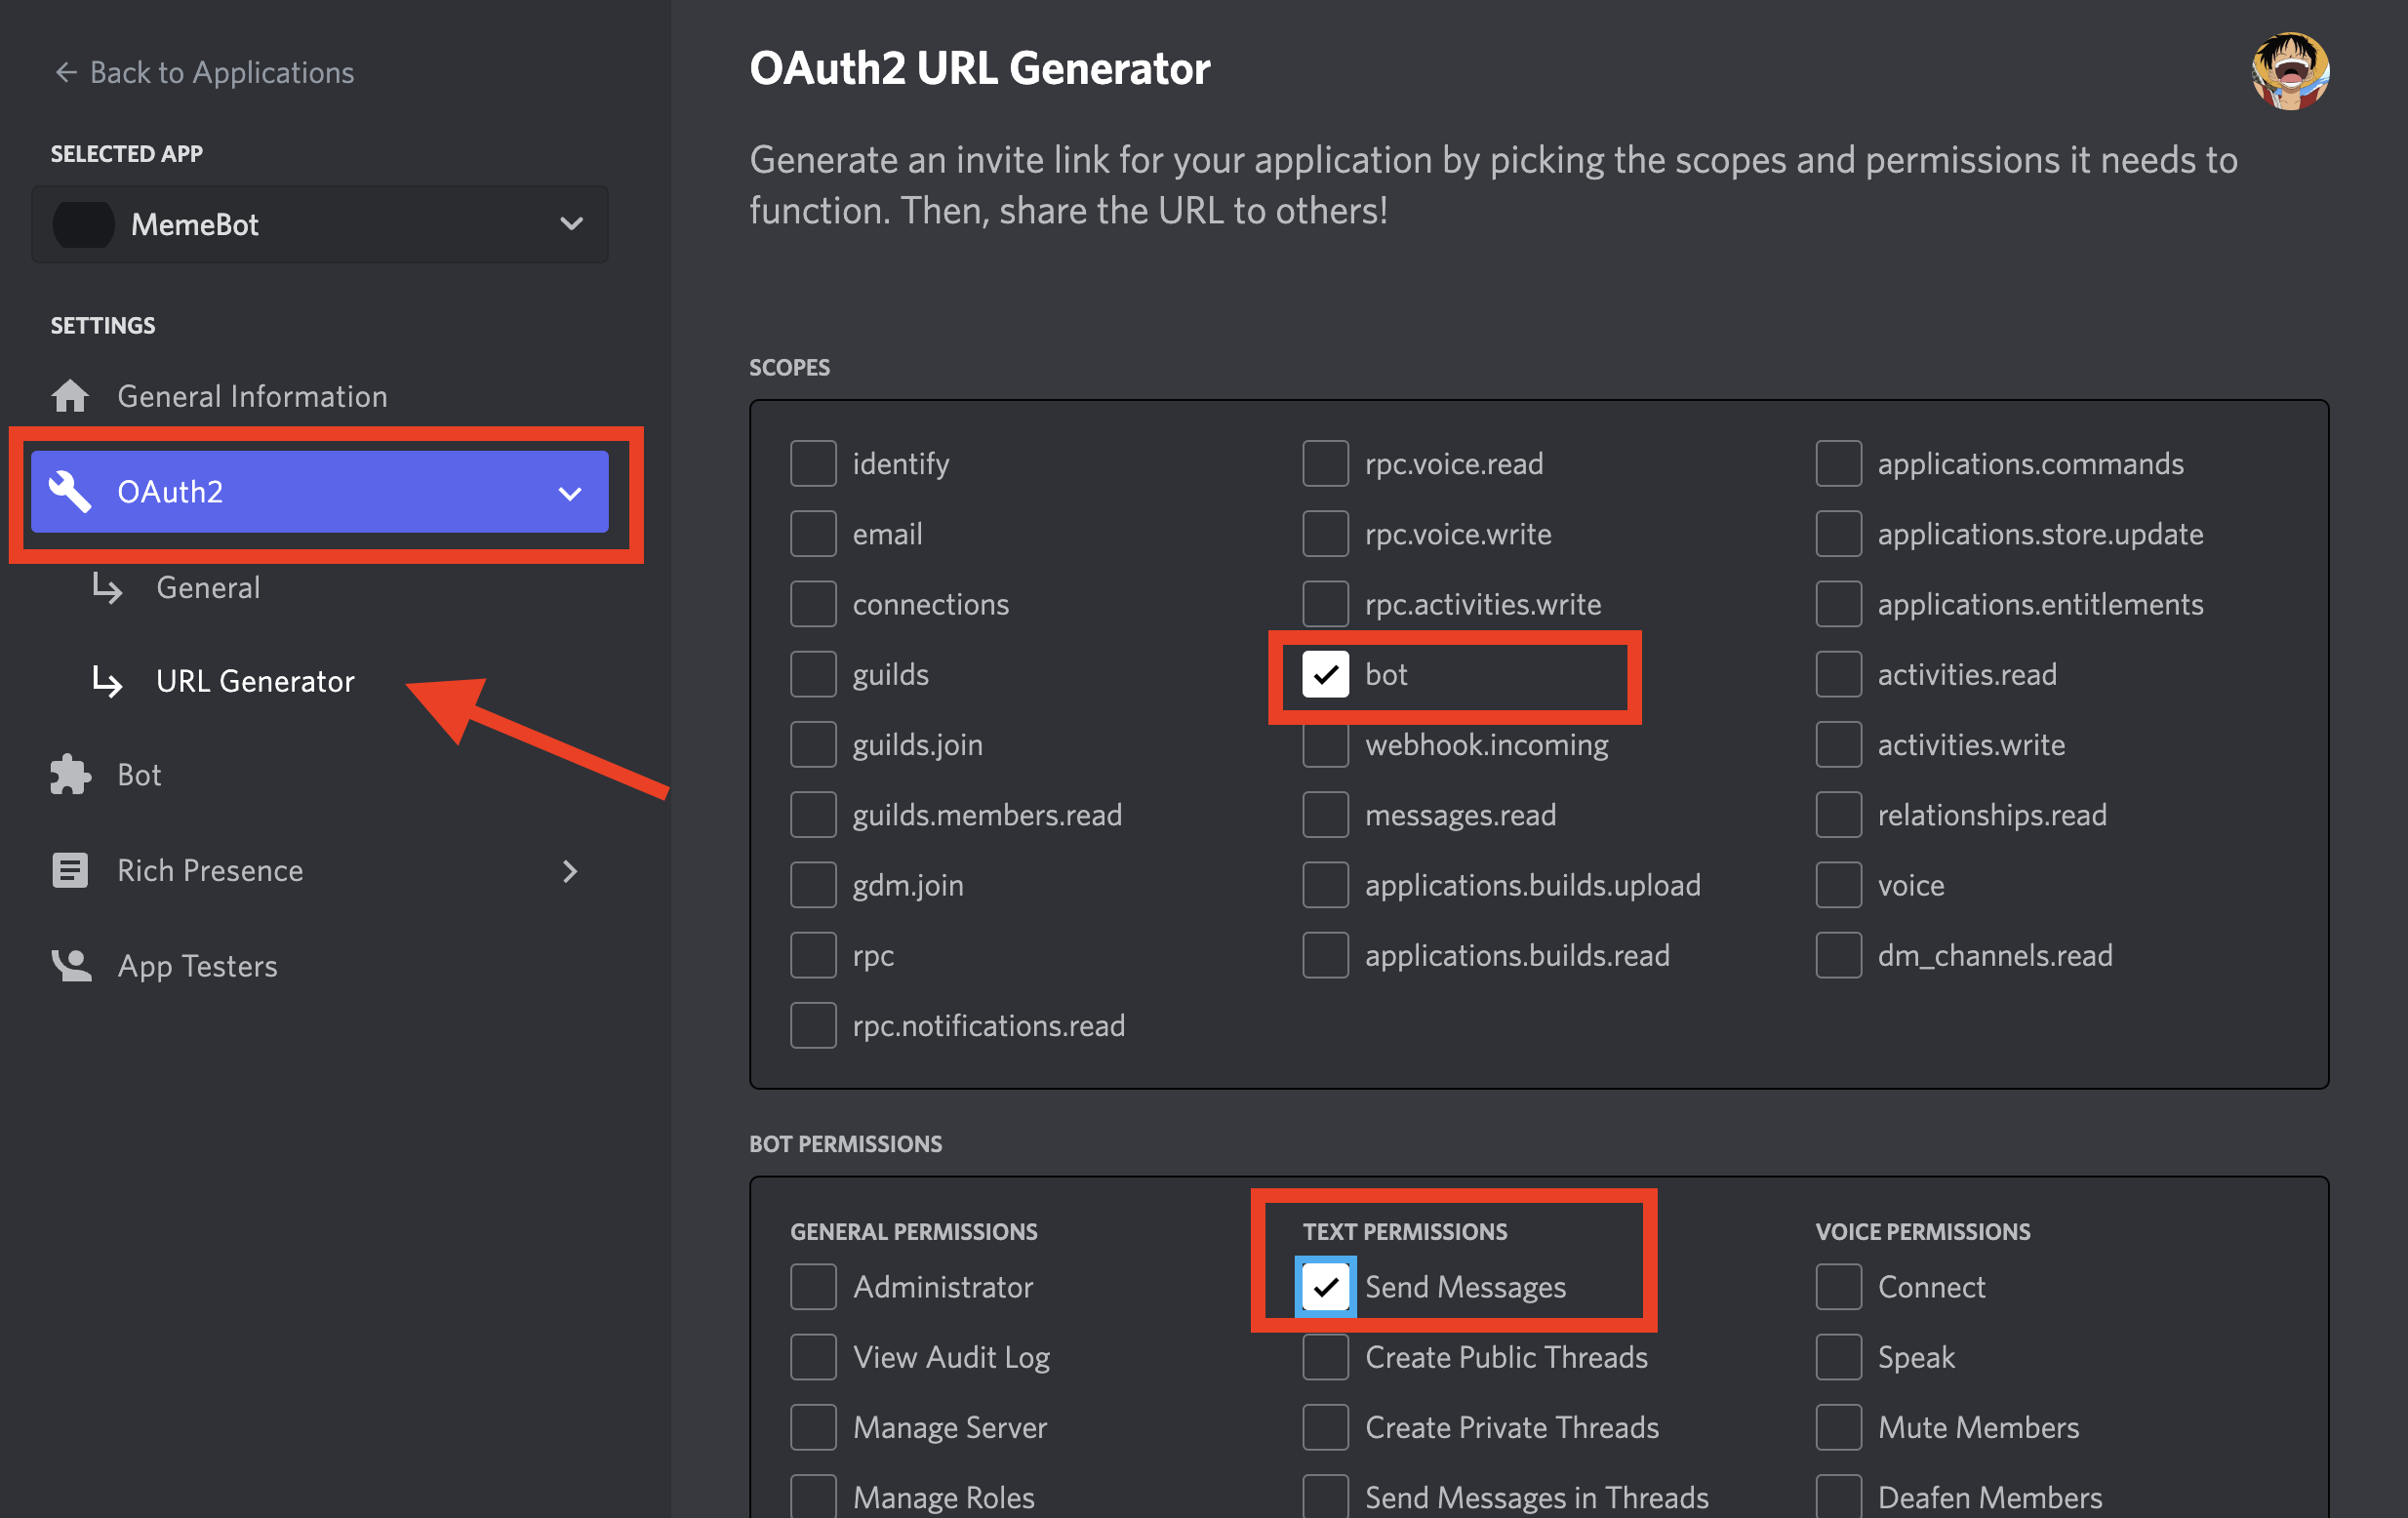 Back to Applications
SELECTED APP
MemeBot
SETTINGS
General Information
OAuth2
General
URL Generator
Bot
Rich Presence
App Testers
OAuth2 URL Generator
Generate an invite link for your application by picking the scopes and permissions it needs to
function. Then, share the URL to others!
SCOPES
identify
email
connections
guilds
guilds.join
guilds.members.read
gdm.join
rpc
rpc.notifications.read
rpc.voice.read
rpc.voice.write
rpc.activities.write
bot
webhook.incoming
messages.read
applications.builds.upload
applications.builds.read
applications.commands
applications.store.update
applications.entitlements
activities.read
activities.write
relationships.read
voice
dm_channels.read
BOT PERMISSIONS
GENERAL PERMISSIONS
Administrator
View Audit Log
Manage Server
Manage Roles
TEXT PERMISSIONS
Send Messages
Create Public Threads
Create Private Threads
Send Messages in Threads
VOICE PERMISSIONS
Connect
Speak
Mute Members
Deafen Members